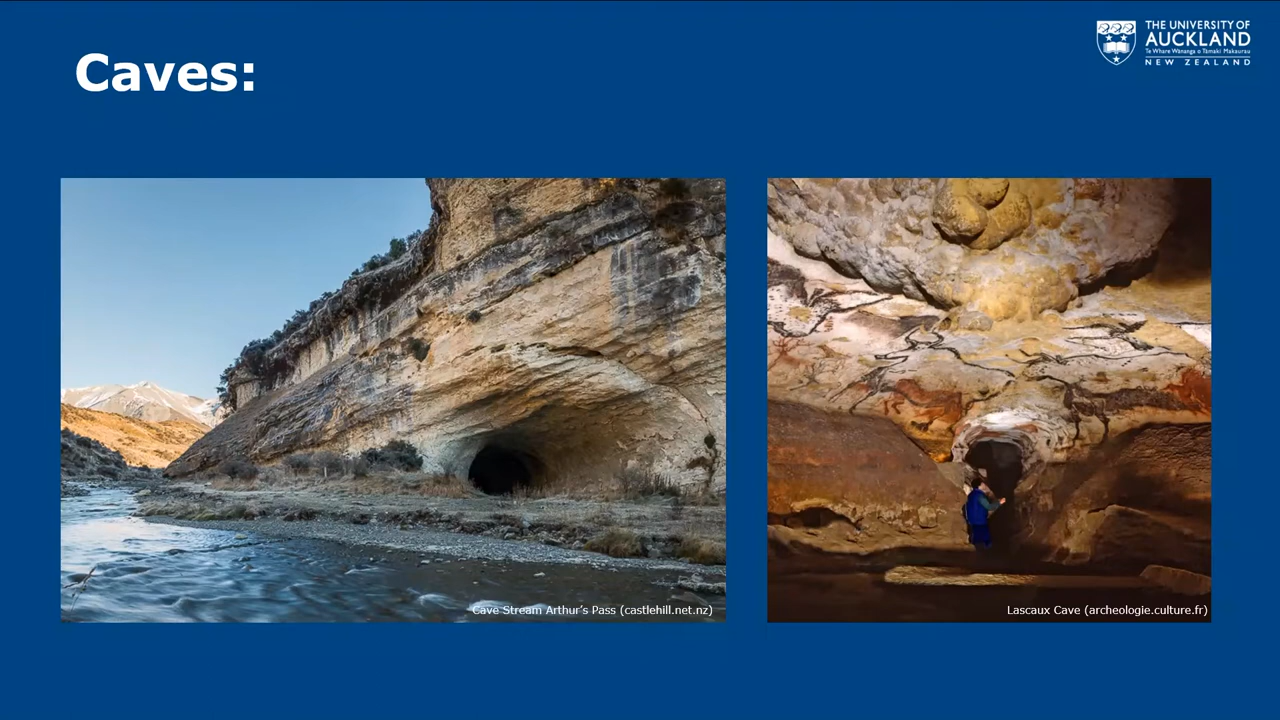 Caves:
THE UNIVERSITY OF
AUCKLAND
Te Whare Wānanga o Tāmaki Makaurau
NEW ZEALAND
Cave Stream Arthur’s Pass (castlehill.net.nz)
Lascaux Cave (archeologie.culture.fr)